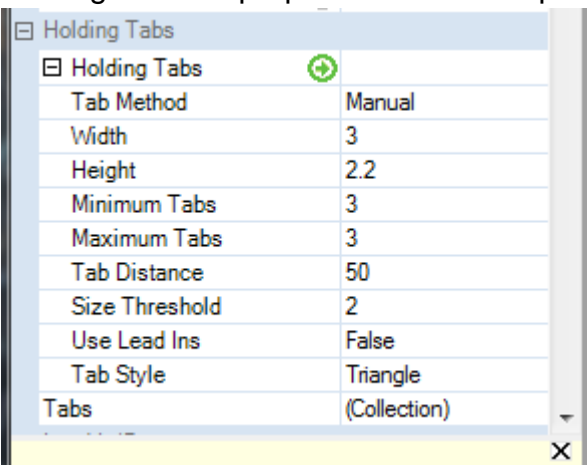 Holding Tabs
Holding Tabs
Tab Method Manual
Width 3
Height 2.2
Minimum Tabs 3
Maximum Tabs 3
Tab Distance 50
Size Threshold 2
Use Lead Ins False
Tab Style Triangle
Tabs (Collection)